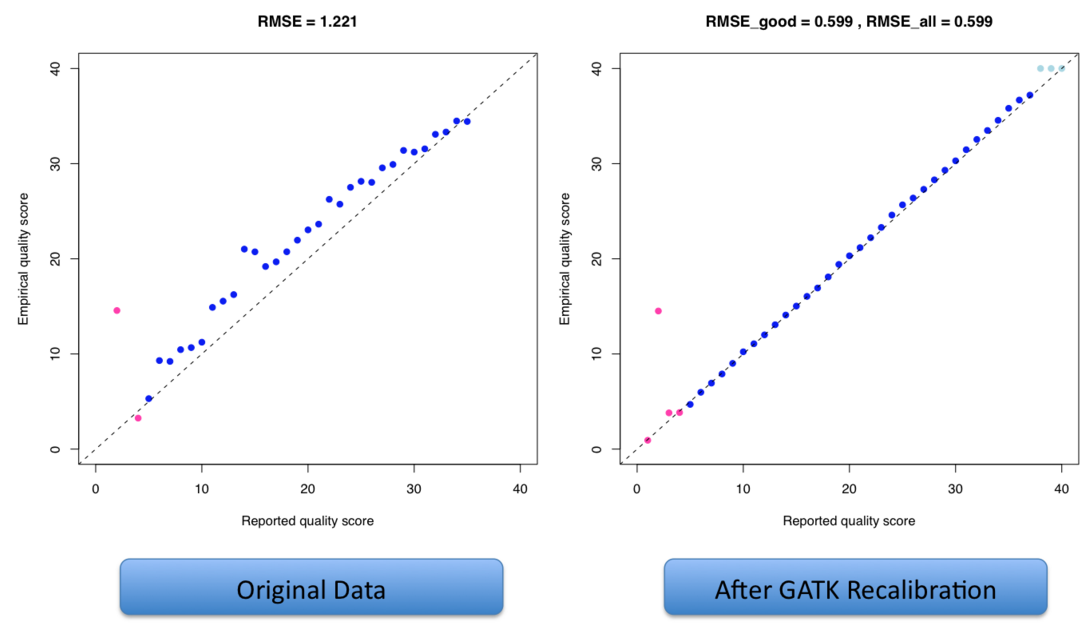 RMSE = 1.221
Empirical quality score
40
30
20
10
0
0 10 20 30 40
Reported quality score
Original Data
RMSE_good = 0.599 , RMSE_all = 0.599
Empirical quality score
40
30
20
10
0
0 10 20 30 40
Reported quality score
After GATK Recalibration